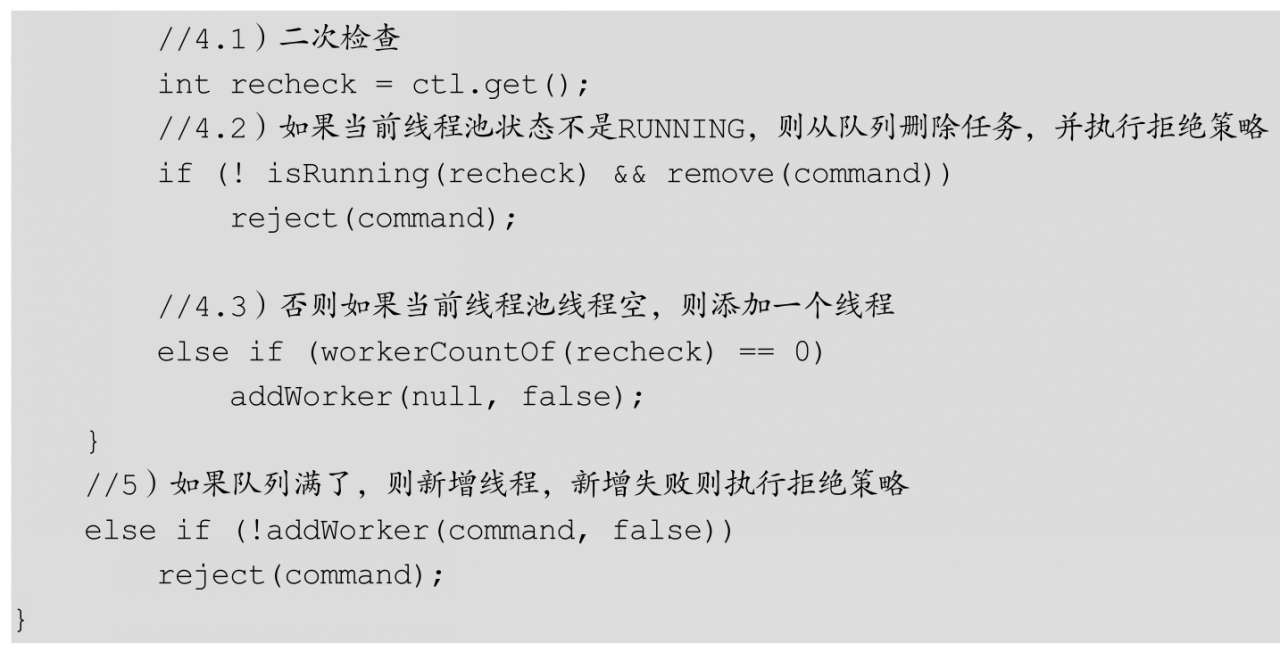 //4.1）二次检查
int recheck = ctl.get();
//4.2）如果当前线程池状态不是RUNNING，则从队列删除任务，并执行拒绝策略
if (! isRunning(recheck) && remove(command))
reject(command);
//4.3）否则如果当前线程池线程空，则添加一个线程
else if (workerCountOf(recheck) == 0)
addWorker(null, false);
}
//5）如果队列满了，则新增线程，新增失败则执行拒绝策略
else if (!addWorker(command, false))
reject(command);
}